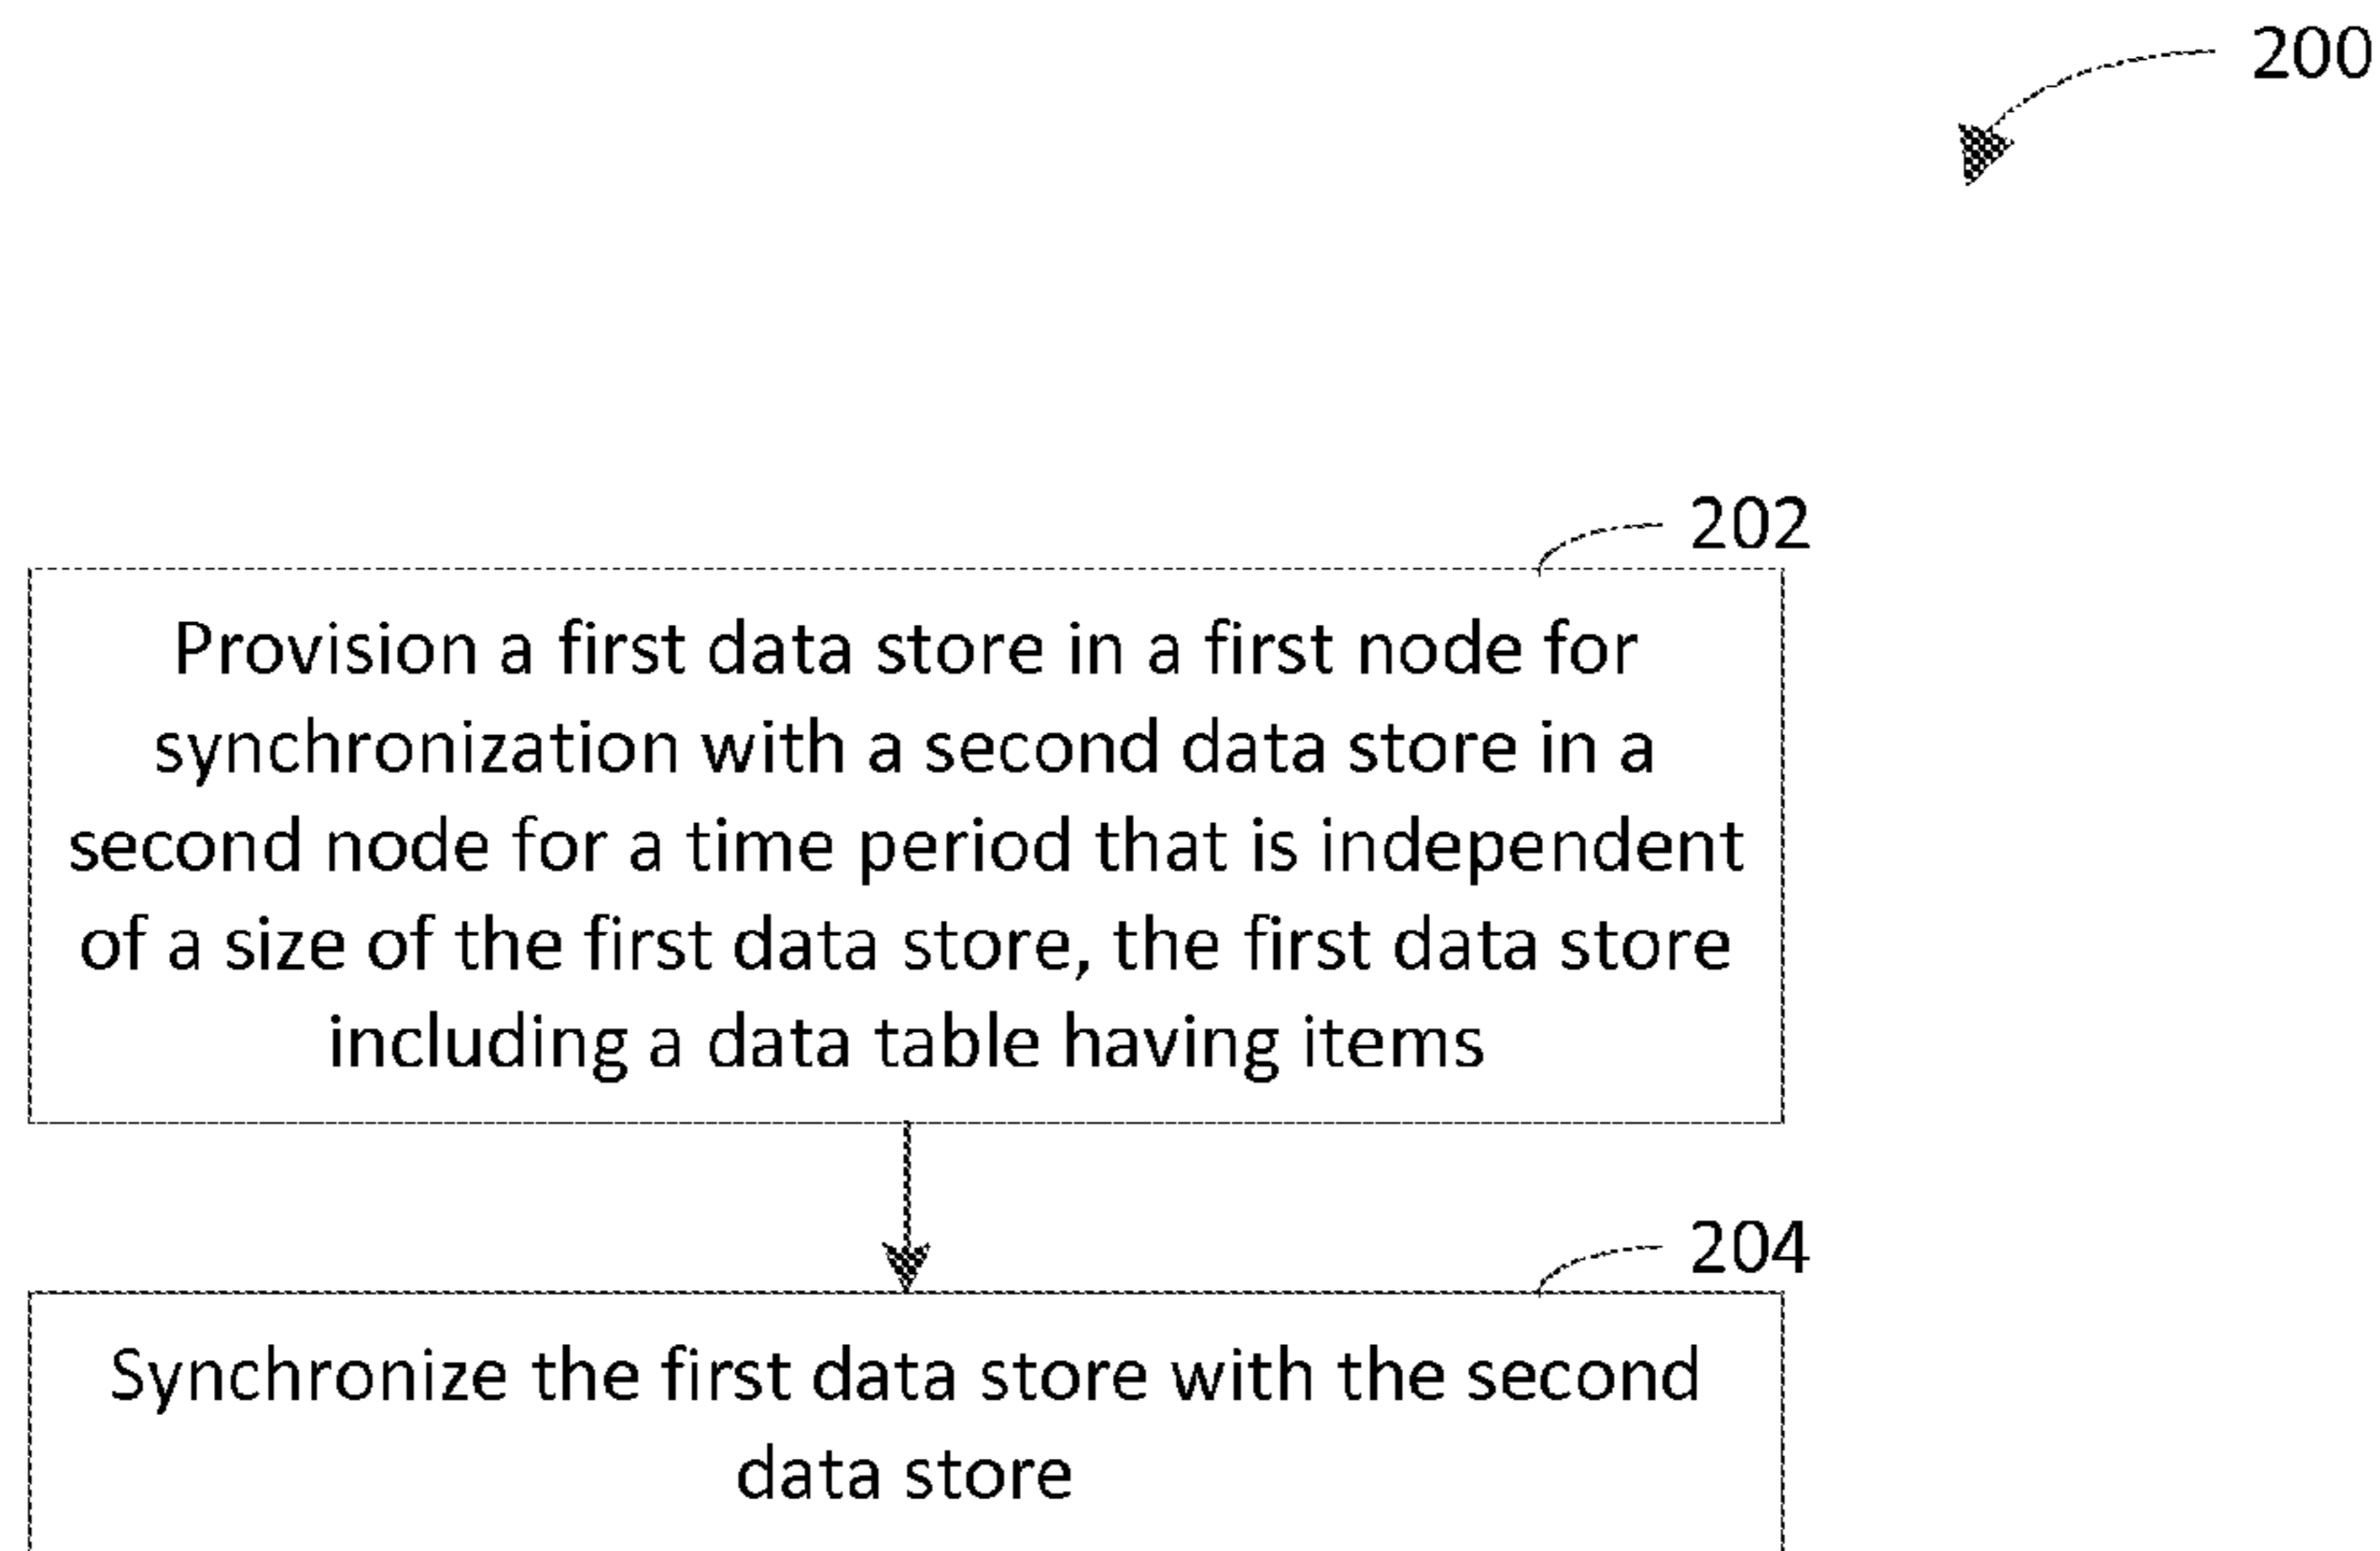 200
202
Provision a first data store in a first node for
synchronization with a second data store in a
second node for a time period that is independent
of a size of the first data store, the first data store
including a data table having items
204
Synchronize the first data store with the second
data store